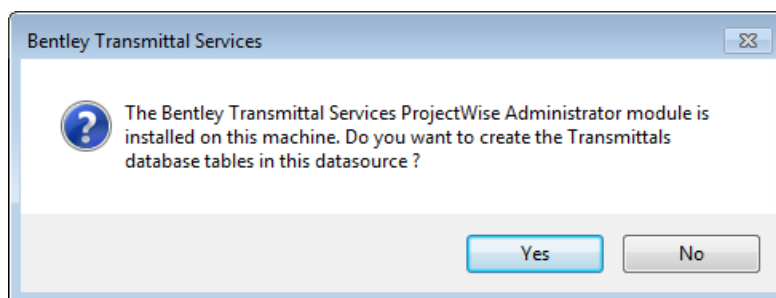 Bentley Transmittal Services
The Bentley Transmittal Services ProjectWise Administrator module is
installed on this machine. Do you want to create the Transmittals
database tables in this datasource ?
Yes No